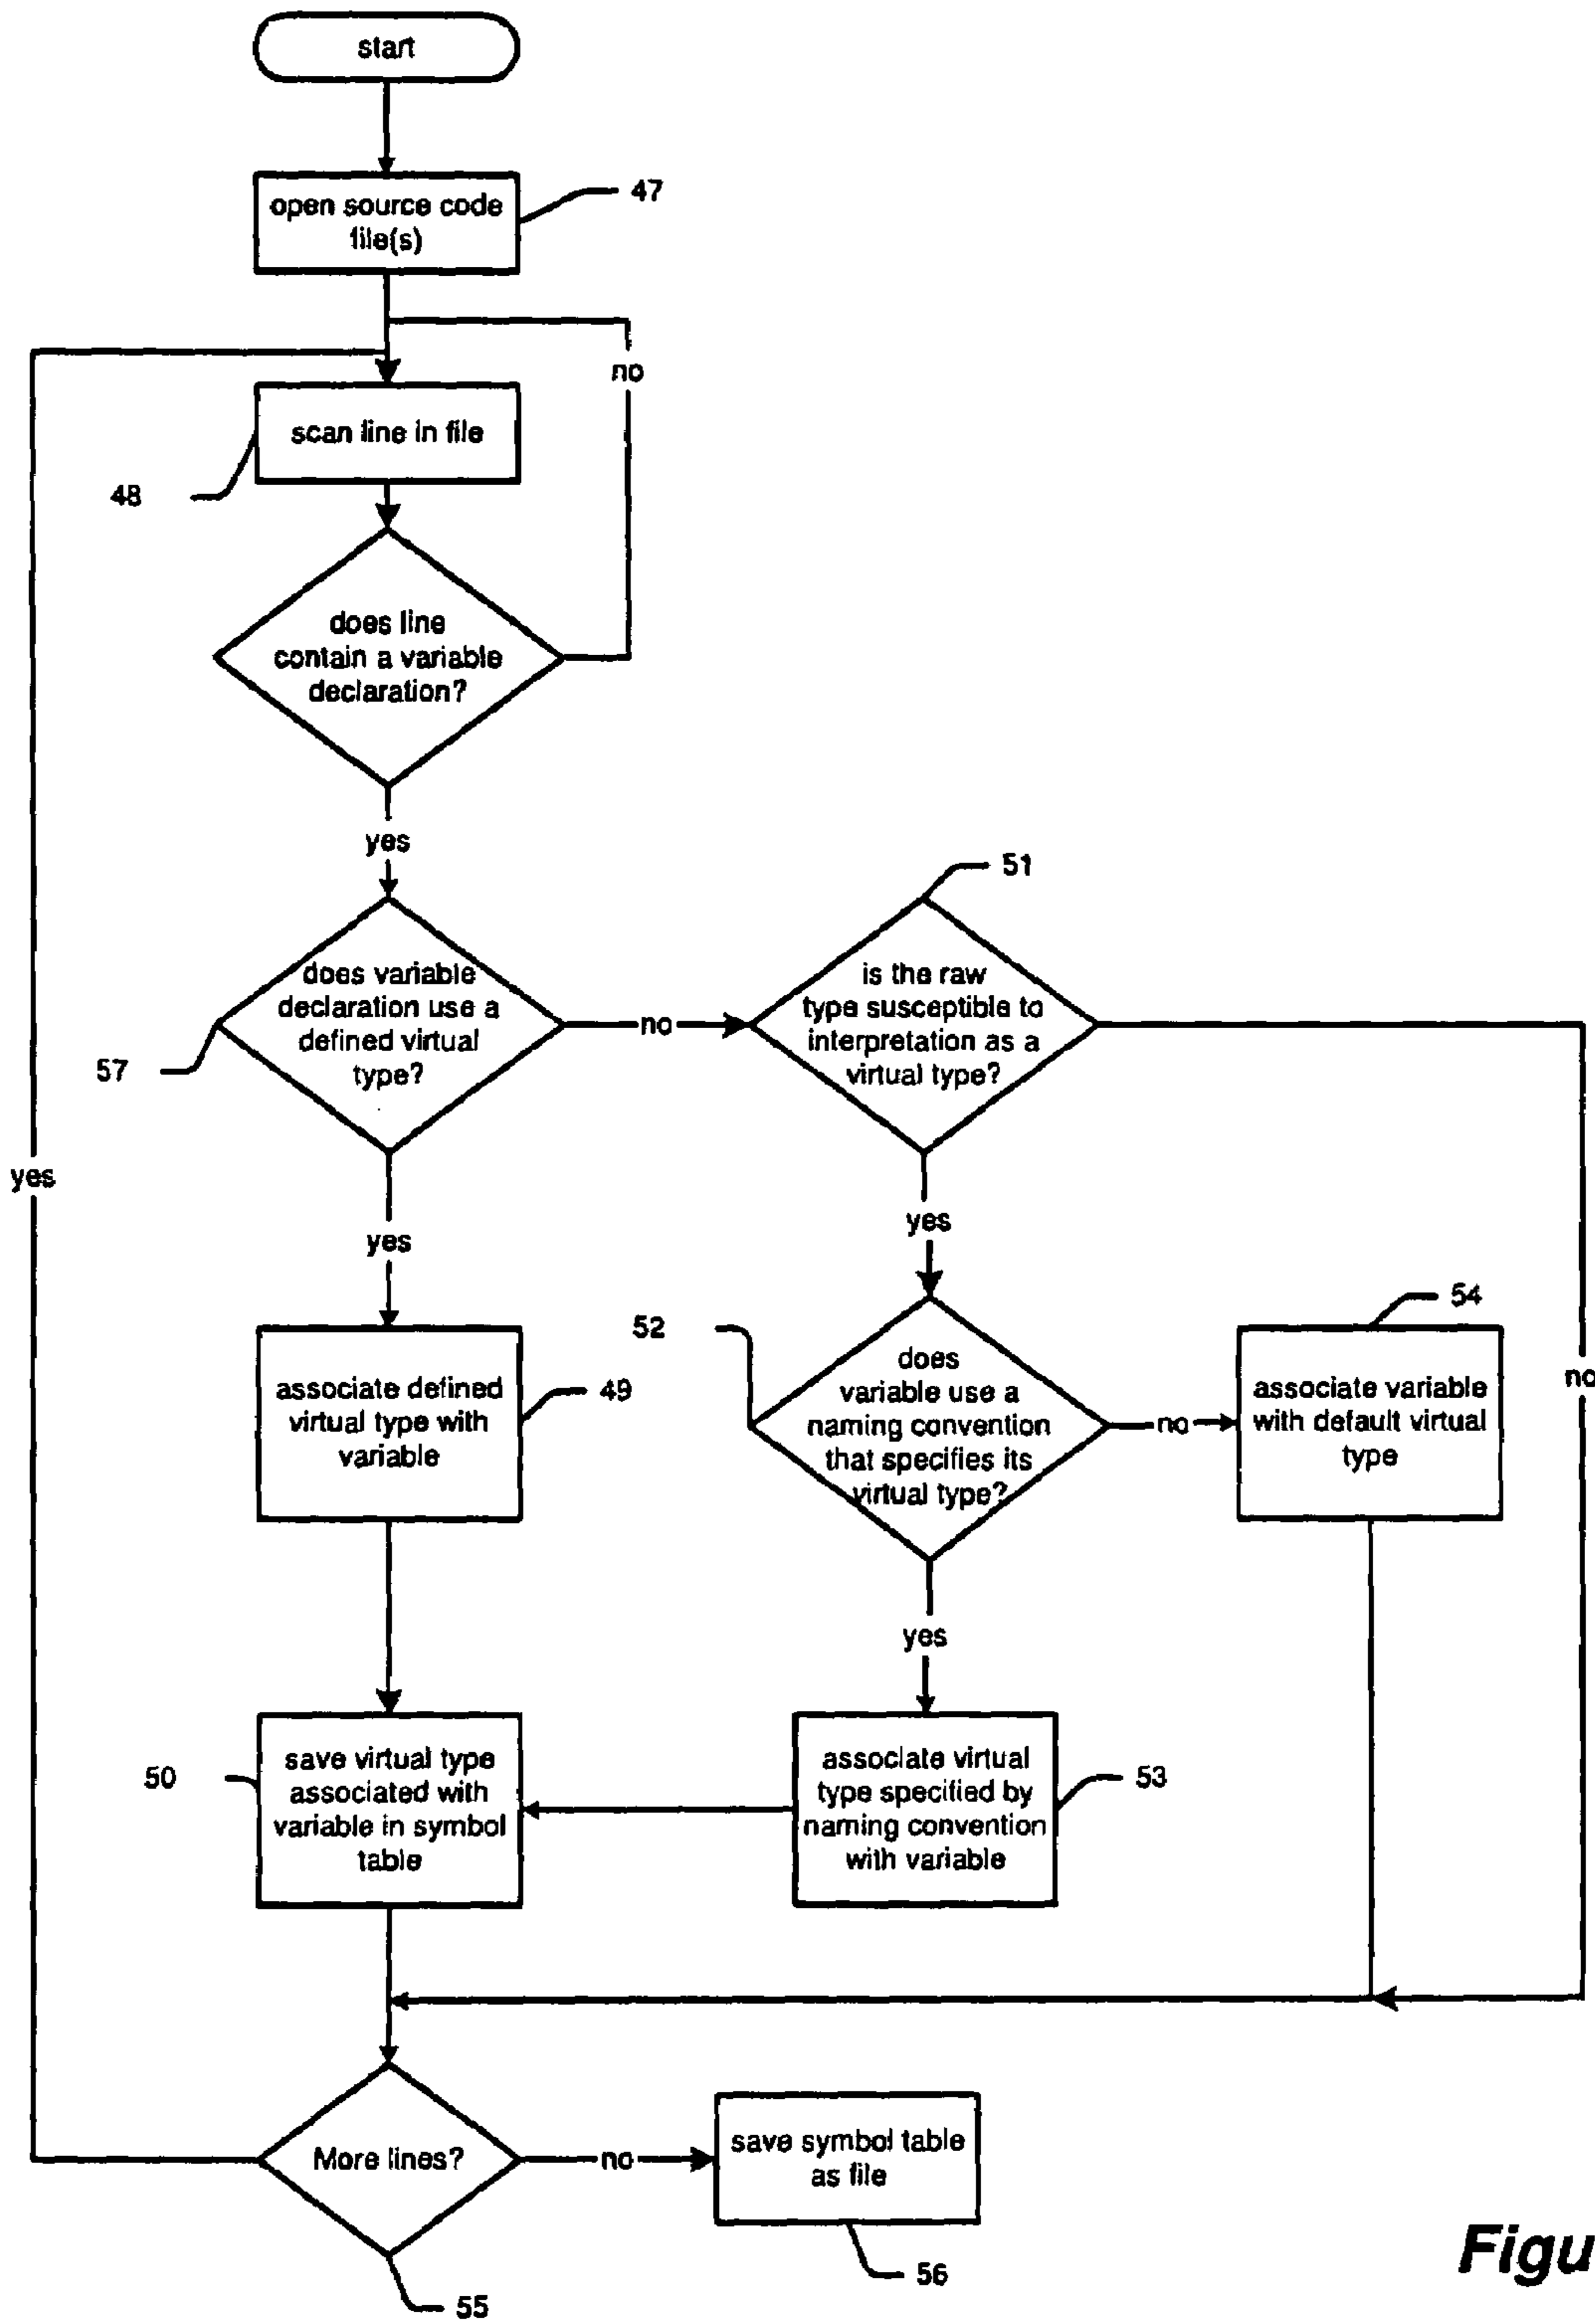 start
open source code
file(s)
47
no
scan line in file
48
does line
contain a variable
declaration?
yes
51
does variable
declaration use a
defined virtual
type?
57
no
is the raw
type susceptible to
interpretation as a
virtual type?
yes
yes
yes
no
associate defined
virtual type with
variable
49
52
does
variable use a
naming convention
that specifies its
virtual type?
no
54
associate variable
with default virtual
type
yes
50
save virtual type
associated with
variable in symbol
table
associate virtual
type specified by
naming convention
with variable
53
More lines?
no
save symbol table
as file
55
56
Figu